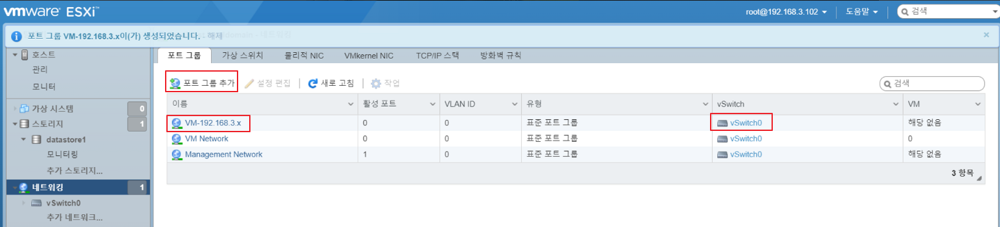 vmware® ESXi™
root@192.168.3.102 ▾ | 도움말 ▾ | 검색
포트 그룹 VM-192.168.3.x이(가) 생성되었습니다. - 해제
호스트
관리
모니터
가상 시스템 0
스토리지 1
datastore1
모니터링
추가 스토리지...
네트워킹 1
vSwitch0
추가 네트워크...
포트 그룹 가상 스위치 물리적 NIC VMkernel NIC TCP/IP 스택 방화벽 규칙
포트 그룹 추가 설정 편집 | 새로 고침 | 작업 검색
이름 활성 포트 VLAN ID 유형 vSwitch VM
VM-192.168.3.x 0 0 표준 포트 그룹 vSwitch0 해당 없음
VM Network 0 0 표준 포트 그룹 vSwitch0 0
Management Network 1 0 표준 포트 그룹 vSwitch0 해당 없음
3 항목